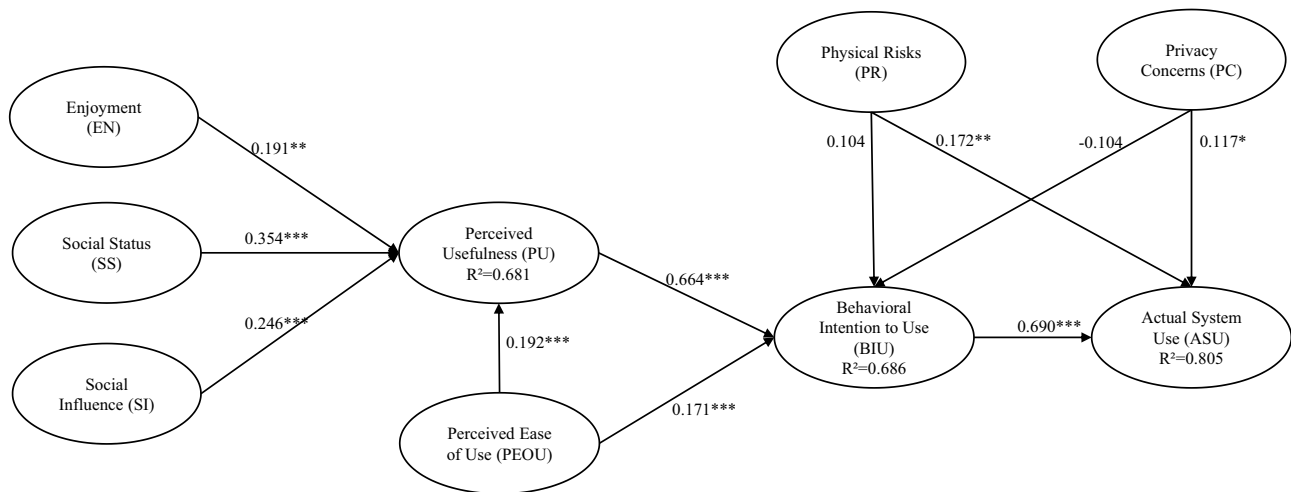 Enjoyment
(EN)
Social Status
(SS)
Social
Influence (SI)
0.191**
0.354***
0.246***
Perceived
Usefulness (PU)
R²=0.681
0.192***
Perceived Ease
of Use (PEOU)
0.664***
0.171***
Physical Risks
(PR)
Privacy
Concerns (PC)
0.104
0.172**
-0.104
0.117*
Behavioral
Intention to Use
(BIU)
R²=0.686
0.690***
Actual System
Use (ASU)
R²=0.805